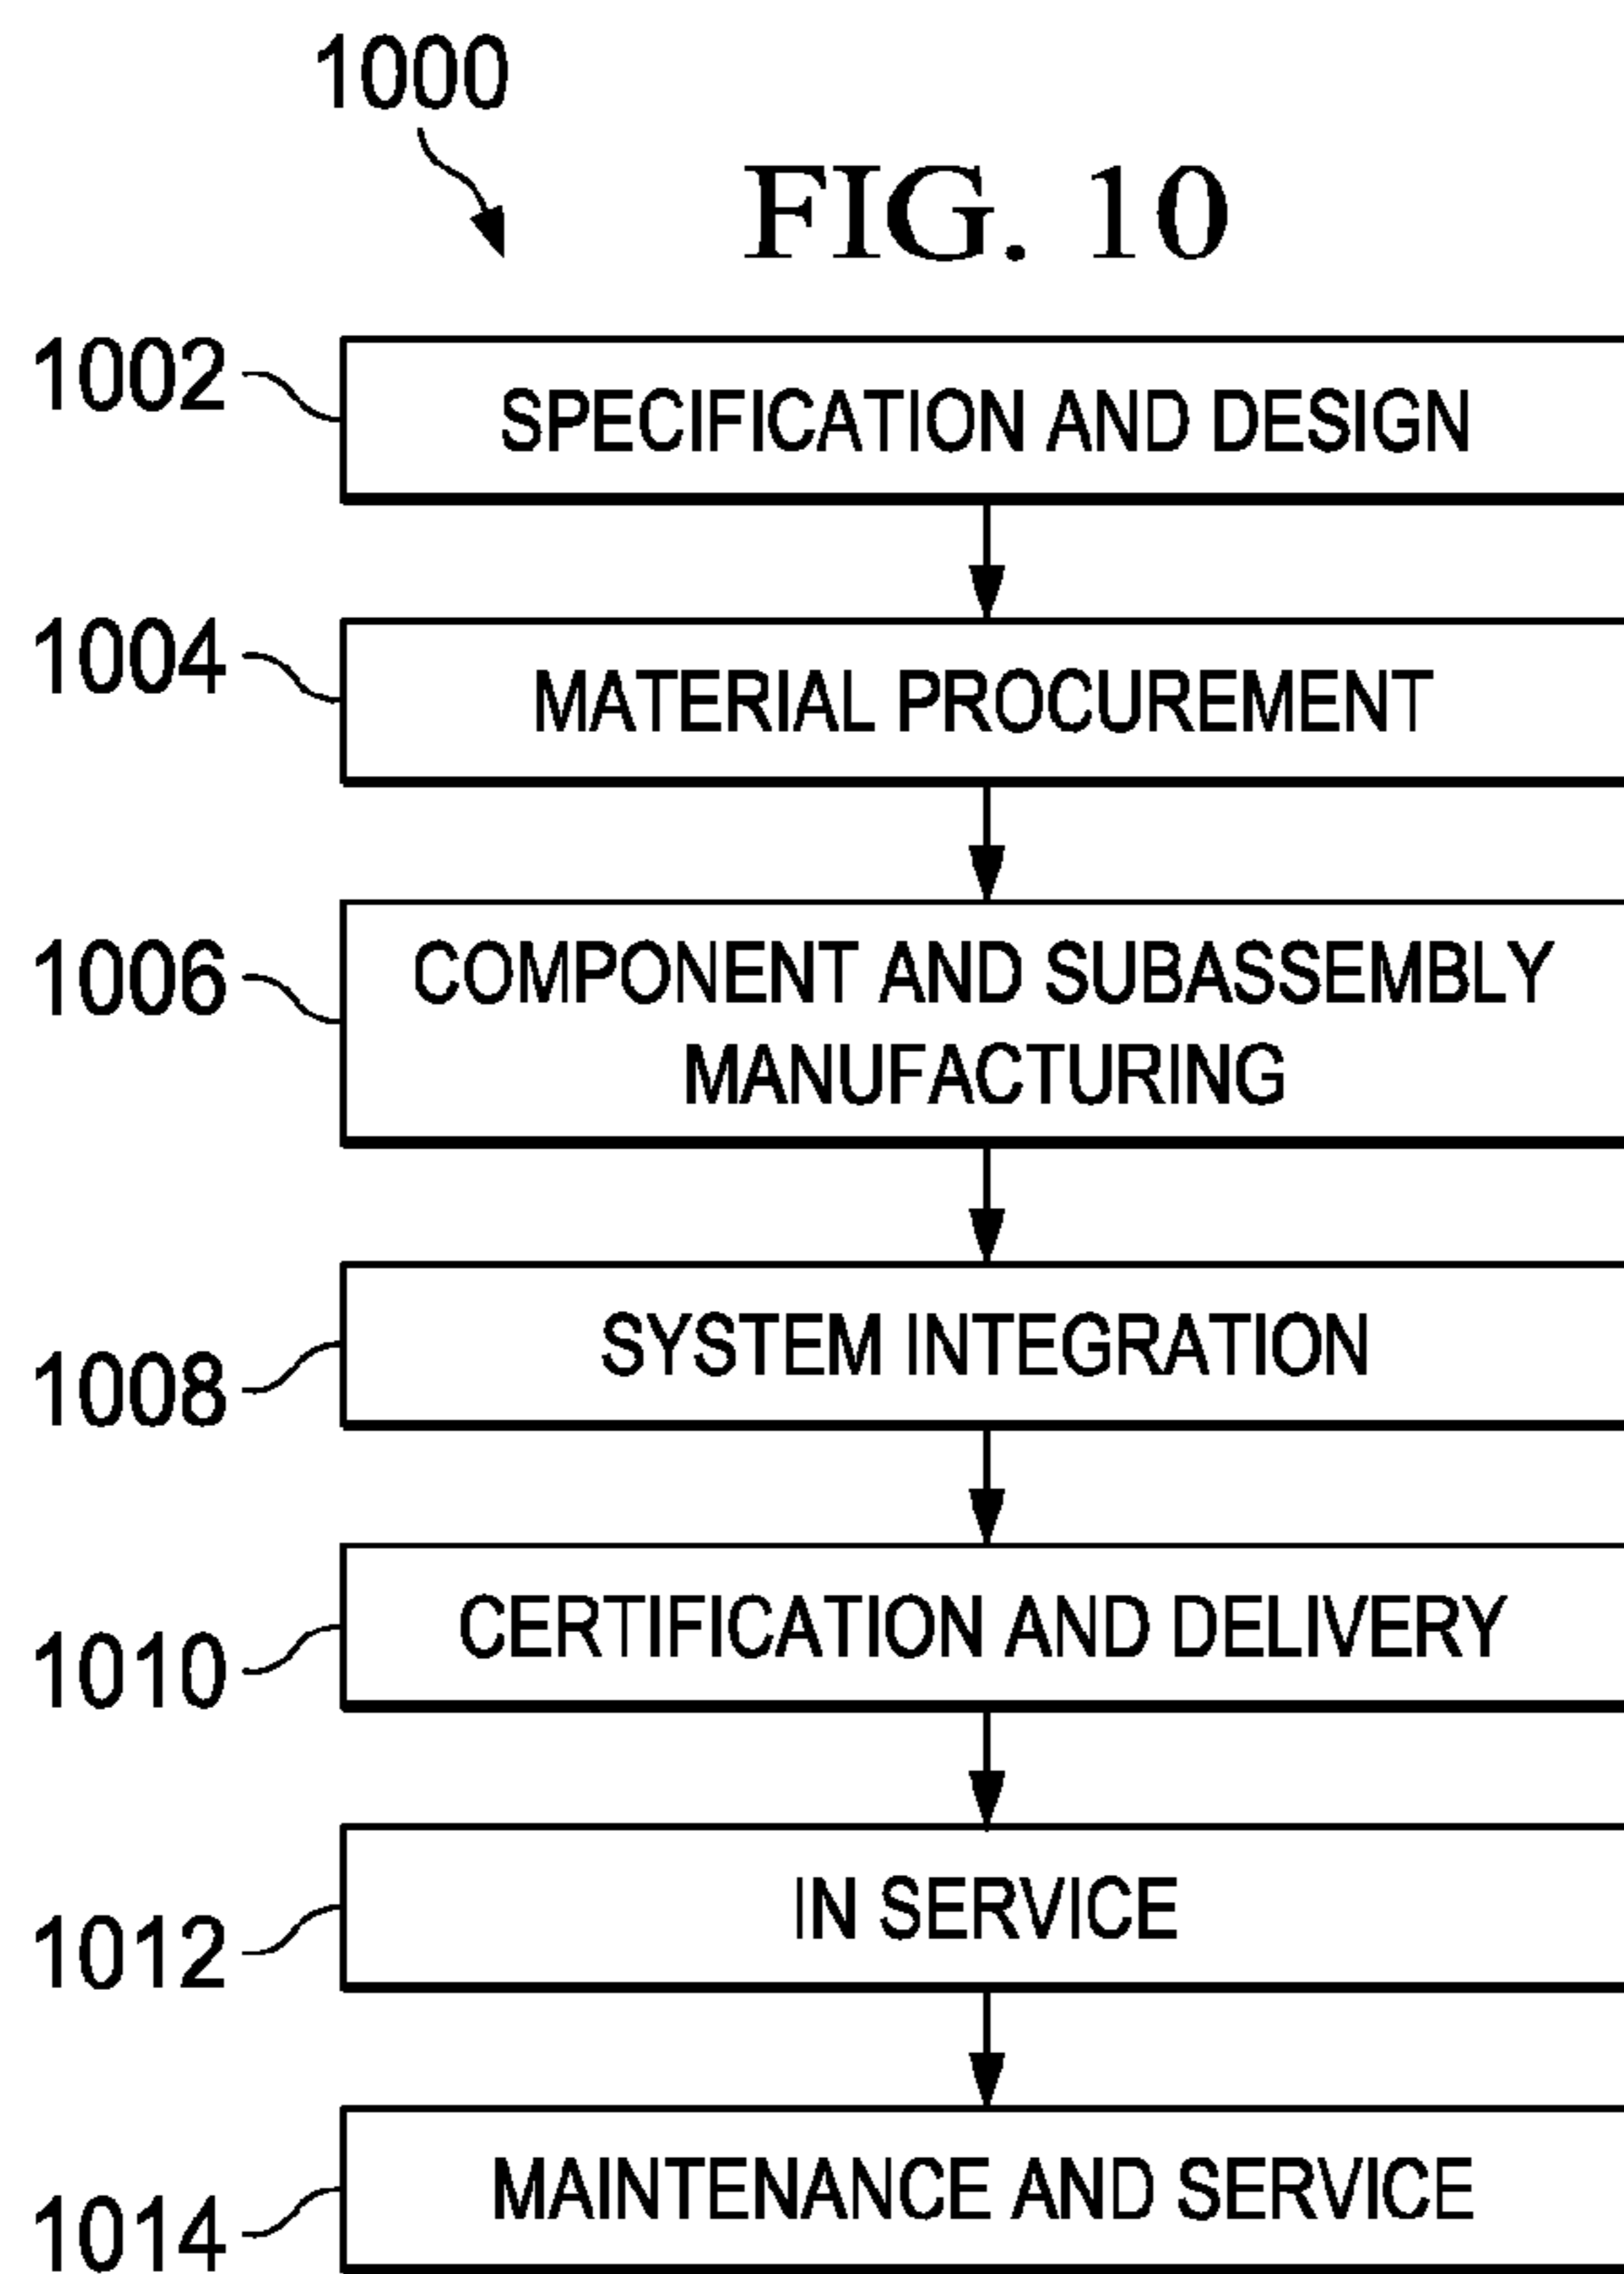 1000
FIG. 10
1002
SPECIFICATION AND DESIGN
1004
MATERIAL PROCUREMENT
1006
COMPONENT AND SUBASSEMBLY
MANUFACTURING
1008
SYSTEM INTEGRATION
1010
CERTIFICATION AND DELIVERY
1012
IN SERVICE
1014
MAINTENANCE AND SERVICE